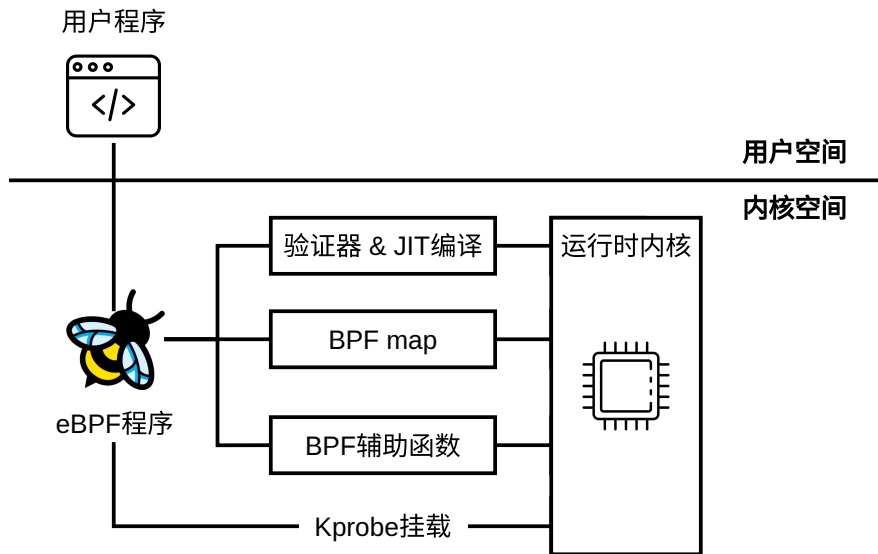 用户程序
</>
用户空间
内核空间
验证器 & JIT编译
运行时内核
BPF map
eBPF程序
BPF辅助函数
Kprobe挂载